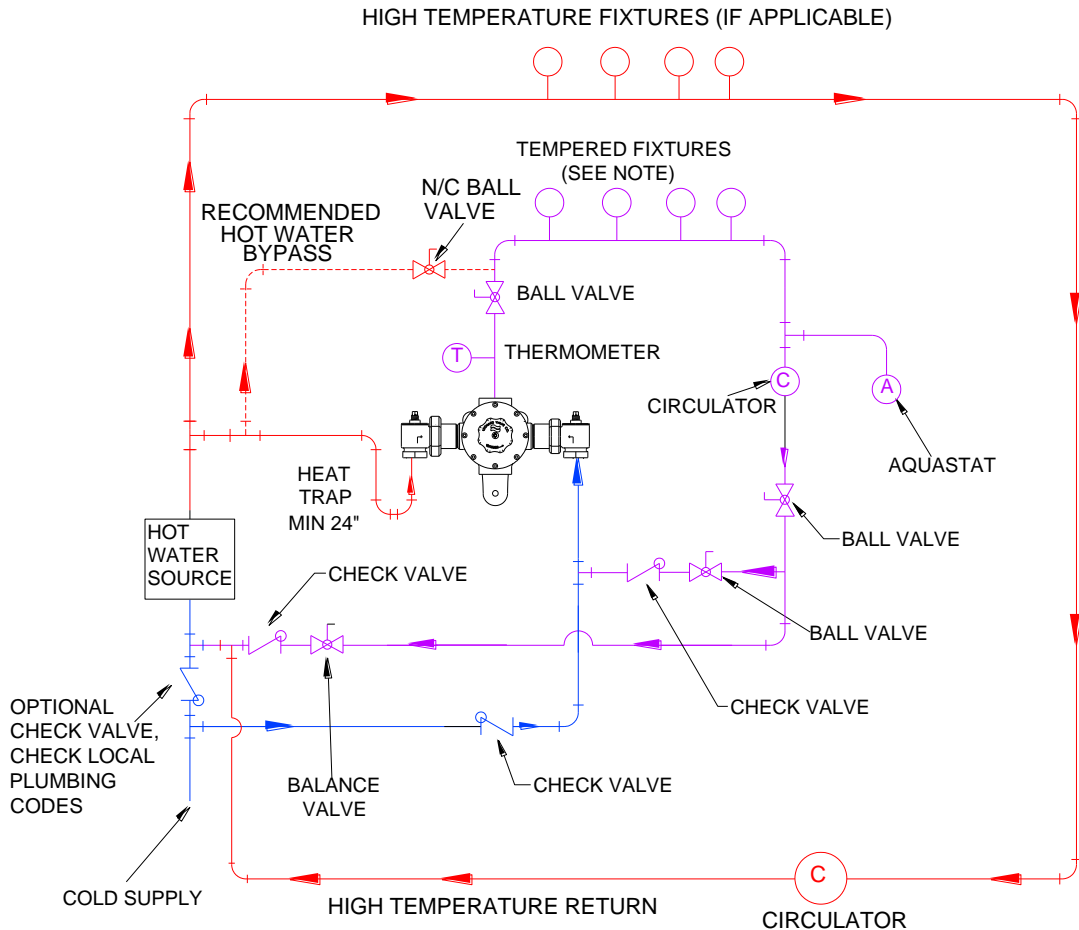 HIGH TEMPERATURE FIXTURES (IF APPLICABLE)
TEMPERED FIXTURES
(SEE NOTE)
N/C BALL
VALVE
RECOMMENDED
HOT WATER
BYPASS
BALL VALVE
T
THERMOMETER
C
CIRCULATOR
A
AQUASTAT
HEAT
TRAP
MIN 24"
HOT
WATER
SOURCE
BALL VALVE
CHECK VALVE
BALL VALVE
CHECK VALVE
OPTIONAL
CHECK VALVE,
CHECK LOCAL
PLUMBING
CODES
BALANCE
VALVE
CHECK VALVE
COLD SUPPLY
HIGH TEMPERATURE RETURN
C
CIRCULATOR